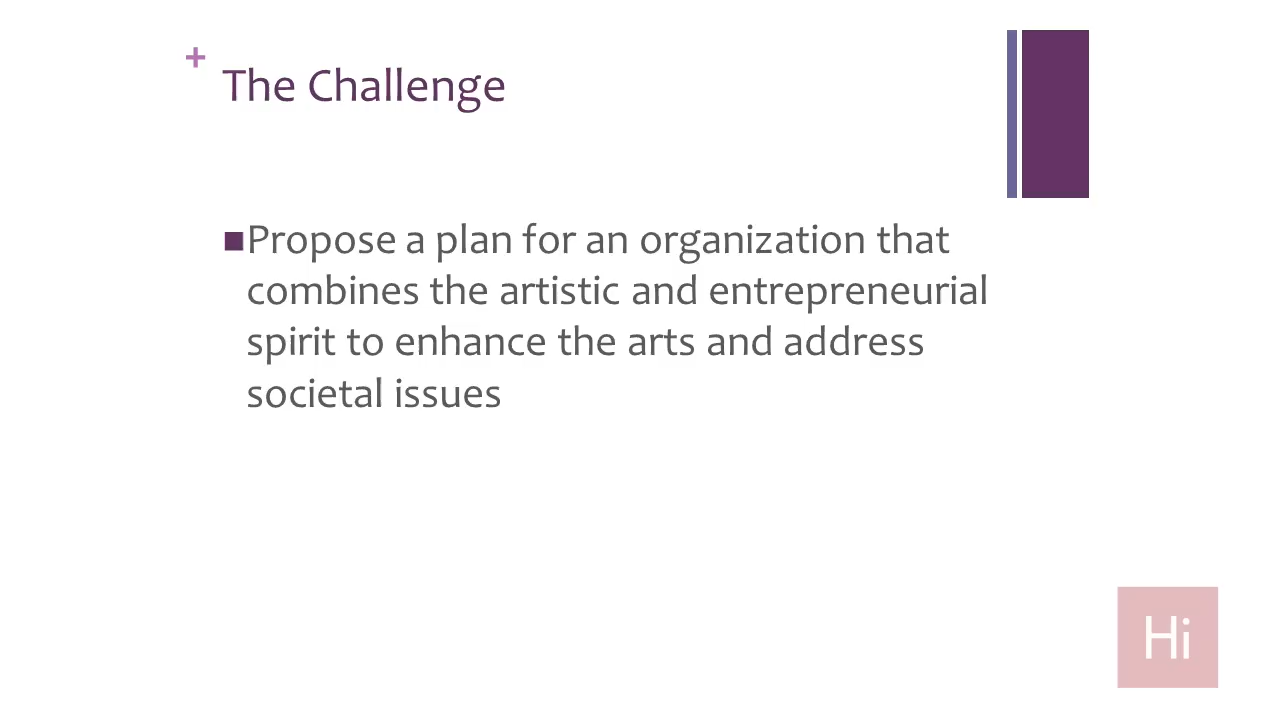 +
The Challenge
■Propose a plan for an organization that
combines the artistic and entrepreneurial
spirit to enhance the arts and address
societal issues
Hi